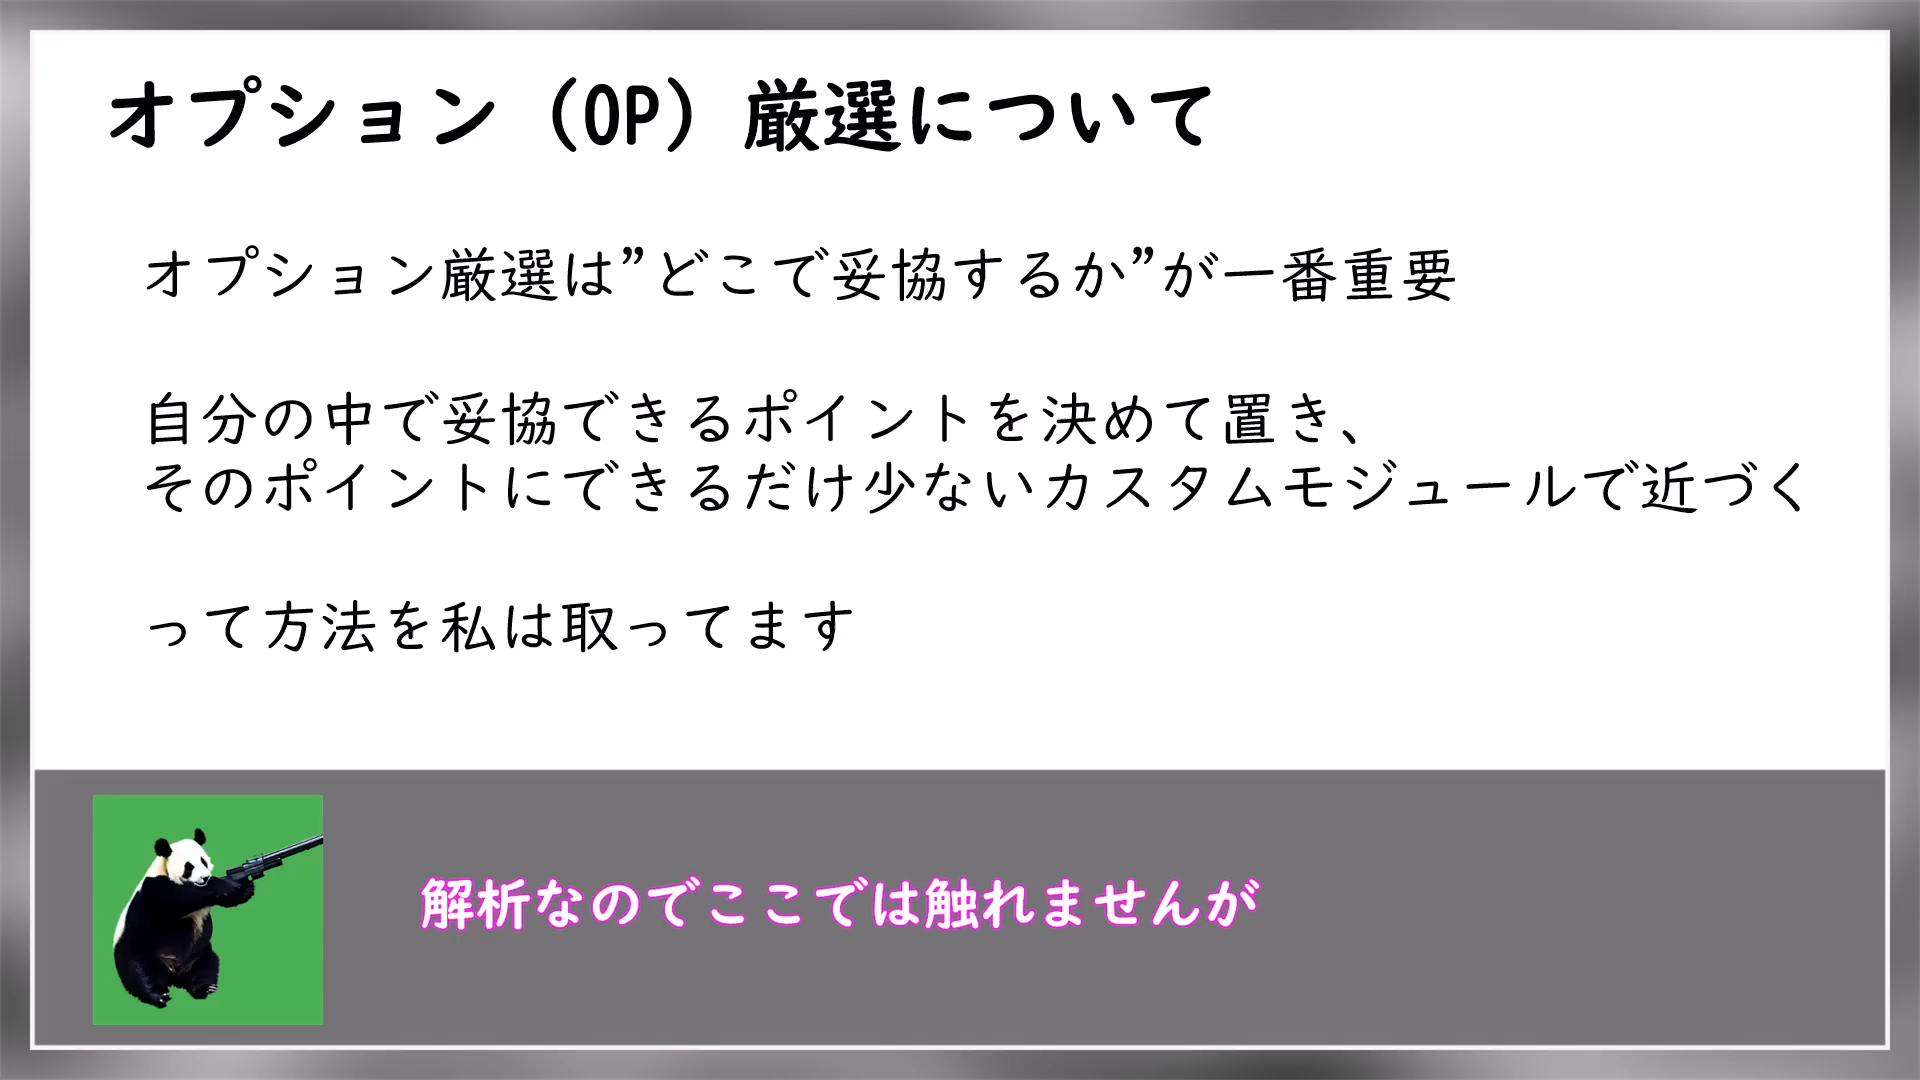 オプション（OP）厳選について
オプション厳選は”どこで妥協するか”が一番重要
自分の中で妥協できるポイントを決めて置き、
そのポイントにできるだけ少ないカスタムモジュールで近づく
って方法を私は取ってます
解析なのでここでは触れませんが